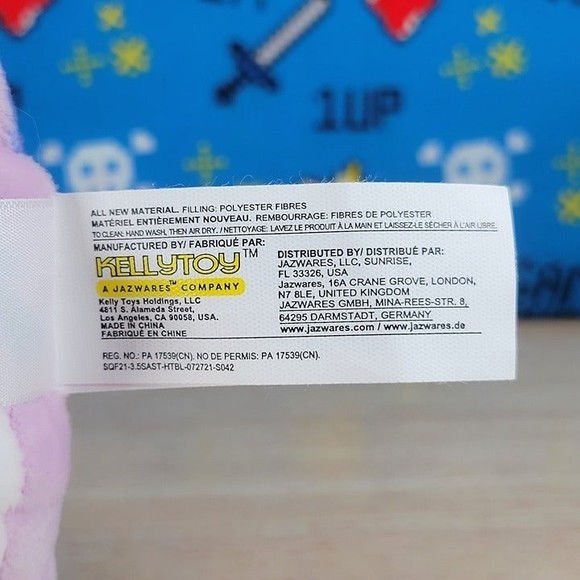 1UP
ALL NEW MATERIAL. FILLING: POLYESTER FIBRES
MATÉRIEL ENTIÈREMENT NOUVEAU. REMBOURRAGE: FIBRES DE POLYESTER
TO CLEAN: HAND WASH, THEN AIR DRY. / NETTOYAGE: LAVEZ LE PRODUIT À LA MAIN ET LAISSEZ-LE SÉCHER À L'AIR LIBRE.
MANUFACTURED BY/ FABRIQUÉ PAR:
KELLYTOY™
A JAZWARES™ COMPANY
Kelly Toys Holdings, LLC
4811 S. Alameda Street,
Los Angeles, CA 90058, USA.
MADE IN CHINA
FABRIQUÉ EN CHINE
DISTRIBUTED BY/ DISTRIBUÉ PAR:
JAZWARES, LLC, SUNRISE,
FL 33326, USA
Jazwares, 16A CRANE GROVE, LONDON,
N7 8LE, UNITED KINGDOM
JAZWARES GMBH, MINA-REES-STR. 8,
64295 DARMSTADT, GERMANY
www.jazwares.com / www.jazwares.de
REG. NO.: PA 17539(CN). NO DE PERMIS: PA 17539(CN).
SQF21-3.5SAST-HTBL-072721-S042